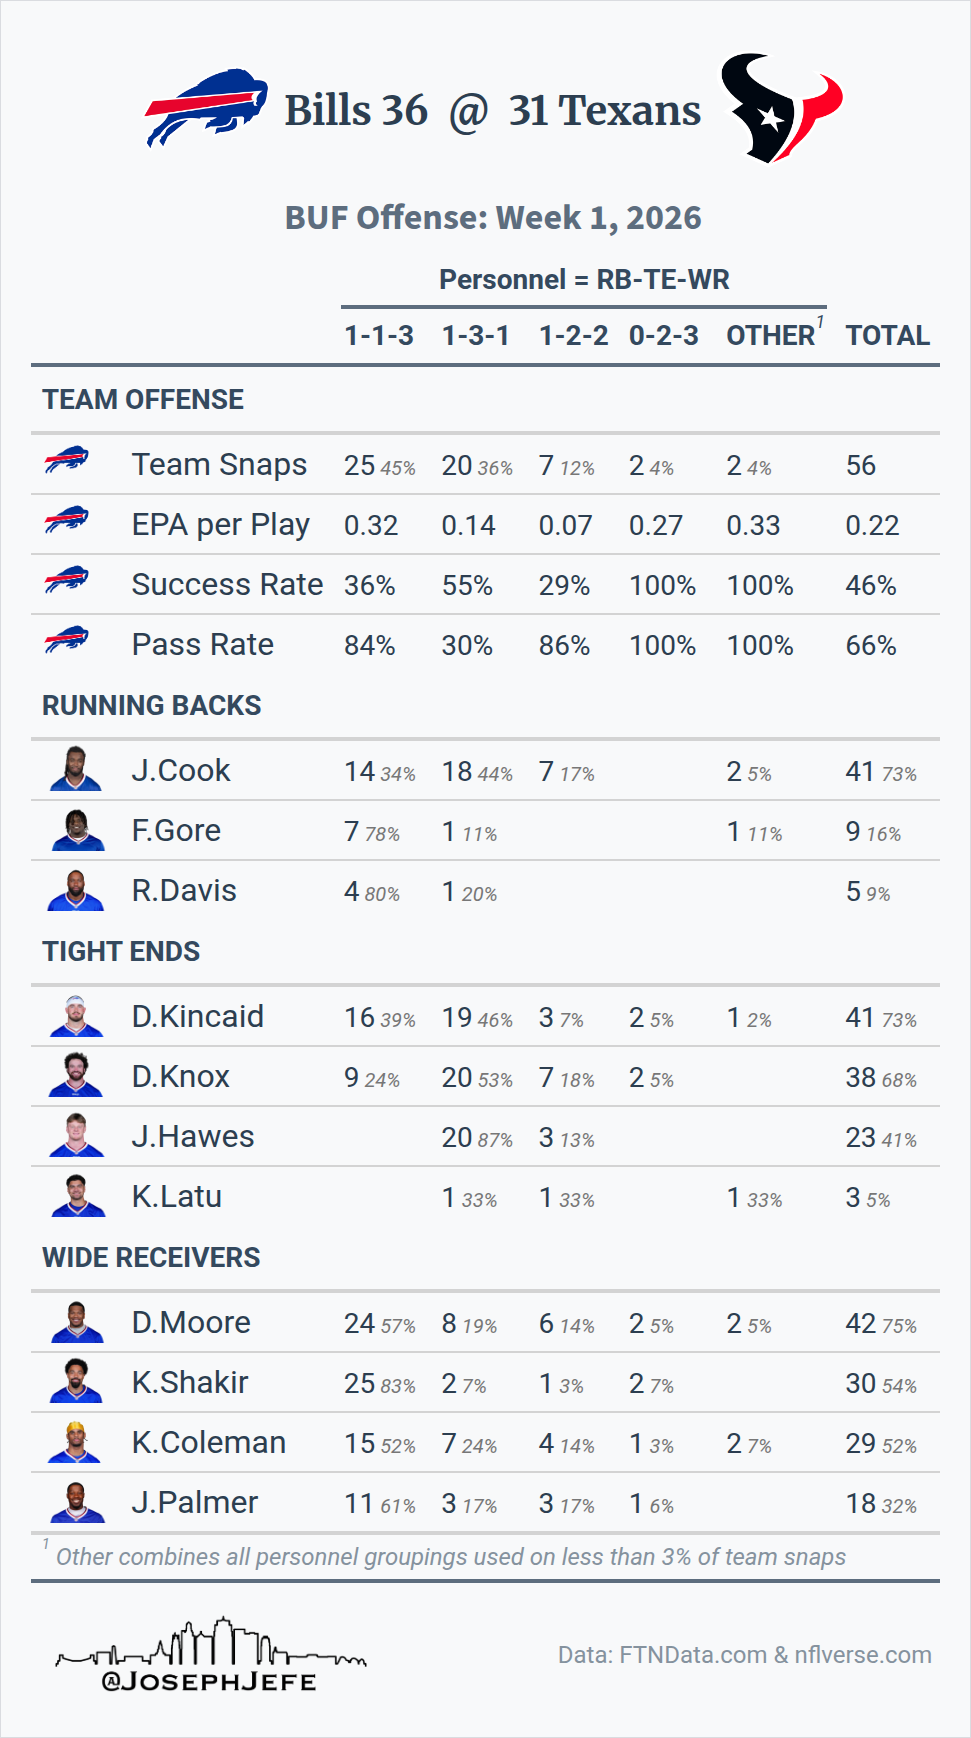 Bills 36 @ 31 Texans
BUF Offense: Week 1, 2026
Personnel = RB-TE-WR
1-1-3 1-3-1 1-2-2 0-2-3 OTHER1 TOTAL
TEAM OFFENSE
Team Snaps 25 45% 20 36% 7 12% 2 4% 2 4% 56
EPA per Play 0.32 0.14 0.07 0.27 0.33 0.22
Success Rate 36% 55% 29% 100% 100% 46%
Pass Rate 84% 30% 86% 100% 100% 66%
RUNNING BACKS
J.Cook 14 34% 18 44% 7 17% 2 5% 41 73%
F.Gore 7 78% 1 11% 1 11% 9 16%
R.Davis 4 80% 1 20% 5 9%
TIGHT ENDS
D.Kincaid 16 39% 19 46% 3 7% 2 5% 1 2% 41 73%
D.Knox 9 24% 20 53% 7 18% 2 5% 38 68%
J.Hawes 20 87% 3 13% 23 41%
K.Latu 1 33% 1 33% 1 33% 3 5%
WIDE RECEIVERS
D.Moore 24 57% 8 19% 6 14% 2 5% 2 5% 42 75%
K.Shakir 25 83% 2 7% 1 3% 2 7% 30 54%
K.Coleman 15 52% 7 24% 4 14% 1 3% 2 7% 29 52%
J.Palmer 11 61% 3 17% 3 17% 1 6% 18 32%
1 Other combines all personnel groupings used on less than 3% of team snaps
@JosephJefe
Data: FTNData.com & nflverse.com